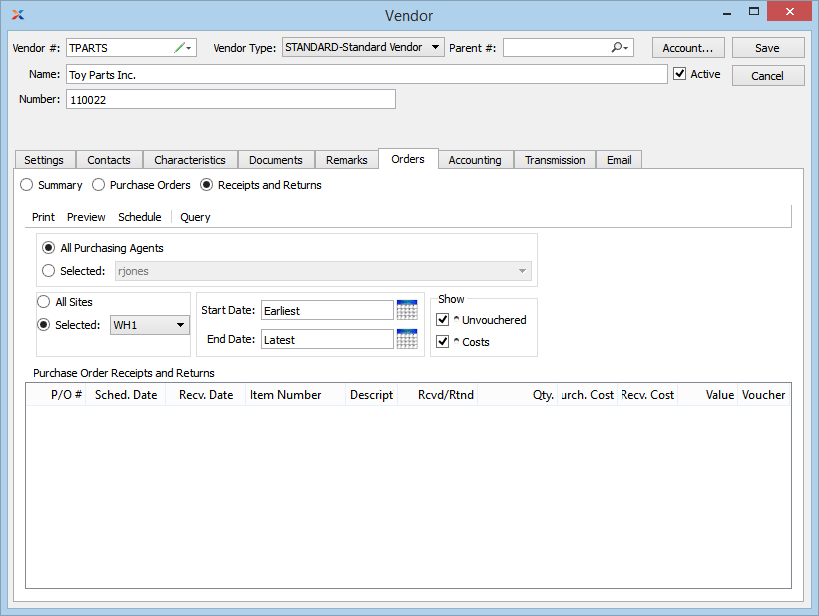 Vendor
Vendor #: TPARTS Vendor Type: STANDARD-Standard Vendor Parent #: Account... Save
Name: Toy Parts Inc. Active Cancel
Number: 110022
Settings Contacts Characteristics Documents Remarks Orders Accounting Transmission Email
Summary Purchase Orders Receipts and Returns
Print Preview Schedule Query
All Purchasing Agents
Selected: rjones
All Sites
Selected: WH1
Start Date: Earliest
End Date: Latest
Show
^ Unvouchered
^ Costs
Purchase Order Receipts and Returns
P/O # Sched. Date Recv. Date Item Number Descript Rcvd/Rtnd Qty. urch. Cost Recv. Cost Value Voucher